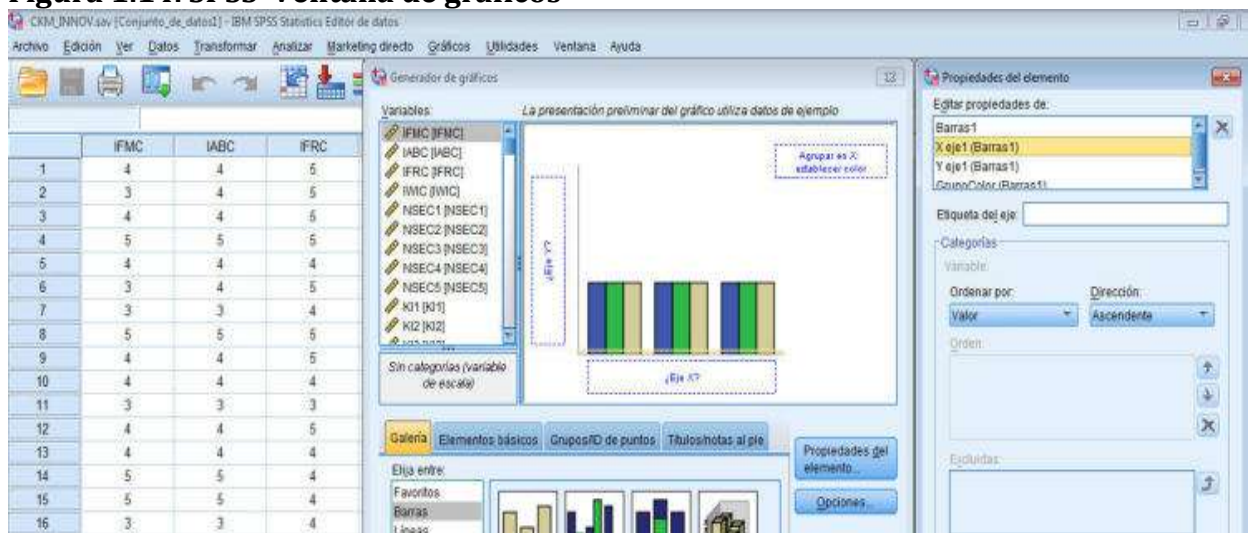 Figura 1.14. SPSS-Ventana de gráficos
CKM_INNOV.sav [Conjunto_de_datos1] - IBM SPSS Statistics Editor de datos
Archivo Edición Ver Datos Transformar Analizar Marketing directo Gráficos Utilidades Ventana Ayuda
IFMC IABC IFRC
1 4 4 5
2 3 4 5
3 4 4 5
4 5 5 5
5 4 4 4
6 3 4 5
7 3 3 4
8 5 5 5
9 4 4 5
10 4 4 4
11 3 3 3
12 4 4 5
13 4 4 4
14 5 5 4
15 5 5 4
16 3 3 4
Generador de gráficos
Variables:
La presentación preliminar del gráfico utiliza datos de ejemplo
IFMC [IFMC]
IABC [IABC]
IFRC [IFRC]
IWIC [IWIC]
NSEC1 [NSEC1]
NSEC2 [NSEC2]
NSEC3 [NSEC3]
NSEC4 [NSEC4]
NSEC5 [NSEC5]
KI1 [KI1]
KI2 [KI2]
Agrupar es X:
establecer color
¿Eje Y?
¿Eje X?
Sin categorías (variable
de escala)
Galería Elementos básicos Grupos/ID de puntos Títulos/notas al pie
Elija entre:
Favoritos
Barras
Líneas
Propiedades del
elemento...
Opciones...
Propiedades del elemento
Editar propiedades de:
Barras1
X eje1 (Barras1)
Y eje1 (Barras1)
GrupoColor (Barras1)
Etiqueta del eje:
Categorías
Variable:
Ordenar por: Dirección:
Valor Ascendente
Orden:
Excluidas: